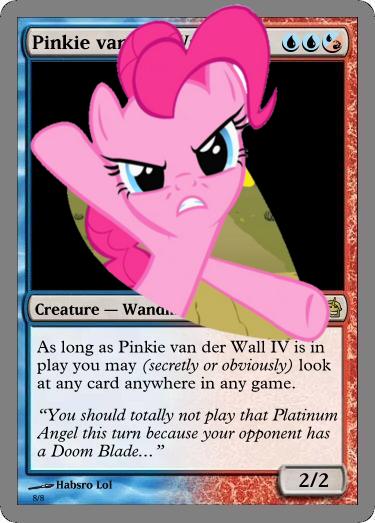 Pinkie van
Creature — Wand
As long as Pinkie van der Wall IV is in
play you may (secretly or obviously) look
at any card anywhere in any game.
“You should totally not play that Platinum
Angel this turn because your opponent has
a Doom Blade…”
2/2
Habsro Lol
8/8